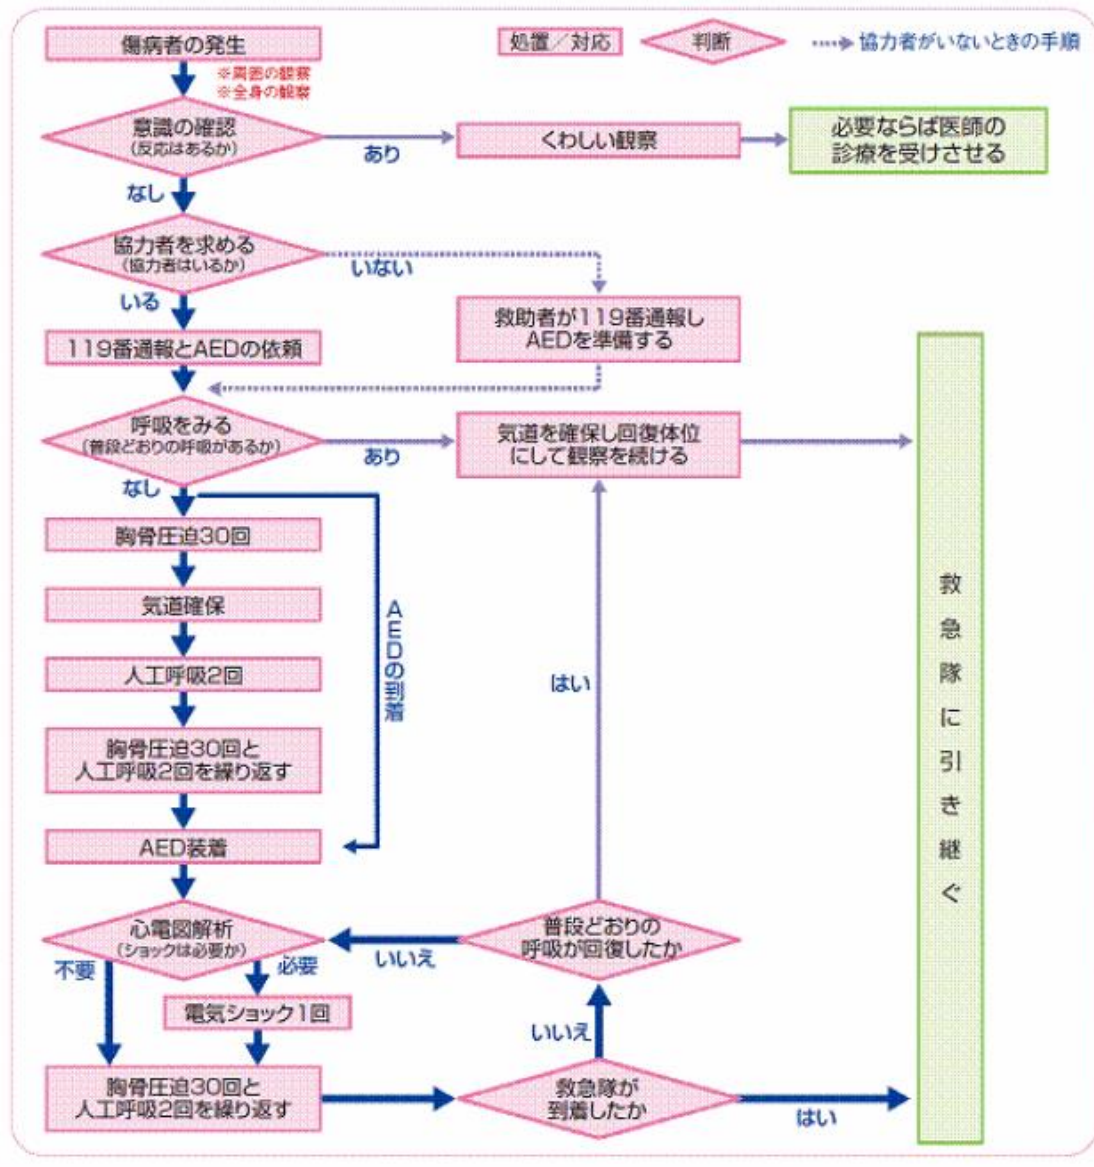 傷病者の発生
処置／対応
判断
協力者がいないときの手順
※周囲の観察
※全身の観察
意識の確認
(反応はあるか)
あり
くわしい観察
必要ならば医師の
診療を受けさせる
なし
協力者を求める
(協力者はいるか)
いない
いる
救助者が119番通報し
AEDを準備する
119番通報とAEDの依頼
呼吸をみる
(普段どおりの呼吸があるか)
あり
気道を確保し回復体位
にして観察を続ける
なし
胸骨圧迫30回
気道確保
人工呼吸2回
胸骨圧迫30回と
人工呼吸2回を繰り返す
AEDの到着
はい
救急隊に引き継ぐ
AED装着
心電図解析
(ショックは必要か)
普段どおりの
呼吸が回復したか
いいえ
不要
必要
電気ショック1回
いいえ
胸骨圧迫30回と
人工呼吸2回を繰り返す
救急隊が
到着したか
はい